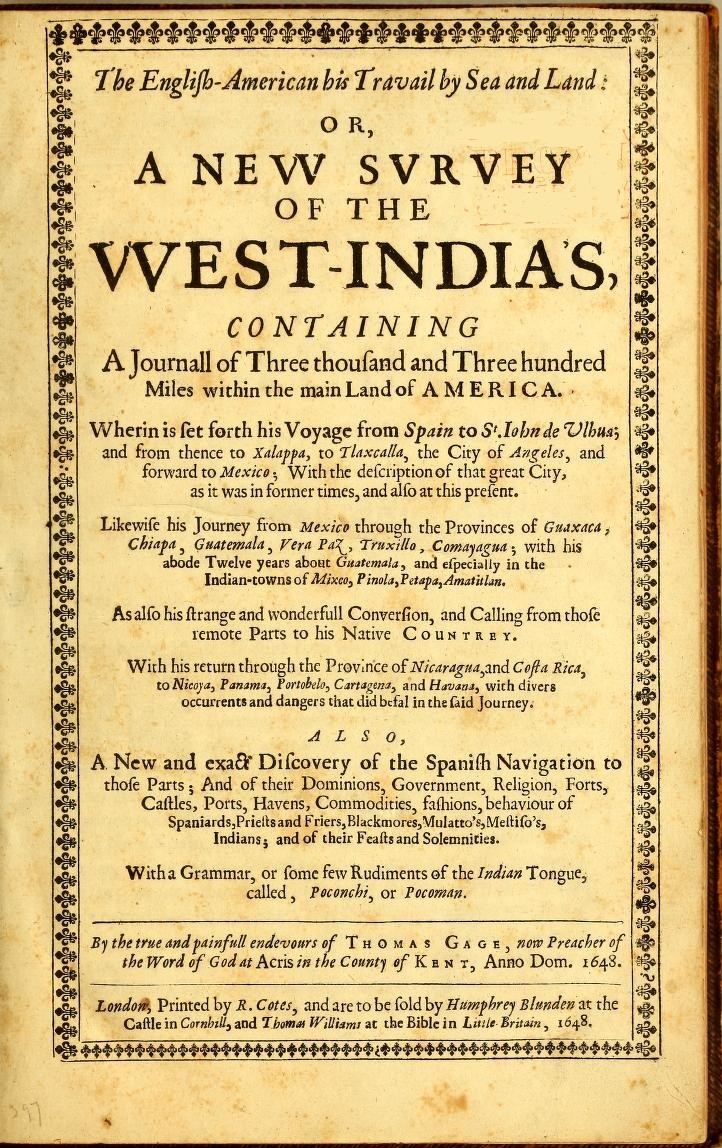 The Engliſh-American his Travail by Sea and Land:
OR,
A NEVV SVRVEY
OF THE
VVEST-INDIA'S,
CONTAINING
A Journall of Three thouſand and Three hundred
Miles within the main Land of AMERICA.
Wherin is ſet forth his Voyage from Spain to St. Iohn de Vlhua;
and from thence to Xalappa, to Tlaxcalla, the City of Angeles, and
forward to Mexico; With the deſcription of that great City,
as it was in former times, and alſo at this preſent.
Likewiſe his Journey from Mexico through the Provinces of Guaxaca,
Chiapa, Guatemala, Vera Paz, Truxillo, Comayagua; with his
abode Twelve years about Guatemala, and eſpecially in the
Indian-towns of Mixco, Pinola, Petapa, Amatitlan.
As alſo his ſtrange and wonderfull Converſion, and Calling from thoſe
remote Parts to his Native COUNTREY.
With his return through the Province of Nicaragua, and Coſta Rica,
to Nicoya, Panama, Portobelo, Cartagena, and Havana, with divers
occurrents and dangers that did befal in the ſaid Journey.
ALSO,
A New and exact Diſcovery of the Spaniſh Navigation to
thoſe Parts; And of their Dominions, Government, Religion, Forts,
Caſtles, Ports, Havens, Commodities, faſhions, behaviour of
Spaniards, Prieſts and Friers, Blackmores, Mulatto's, Meſtiſo's,
Indians; and of their Feaſts and Solemnities.
With a Grammar, or ſome few Rudiments of the Indian Tongue,
called, Poconchi, or Pocoman.
By the true and painfull endevours of THOMAS GAGE, now Preacher of
the Word of God at Acris in the County of KENT, Anno Dom. 1648.
London, Printed by R. Cotes, and are to be ſold by Humphrey Blunden at the
Caſtle in Cornhill, and Thomas Williams at the Bible in Little Britain, 1648.
397